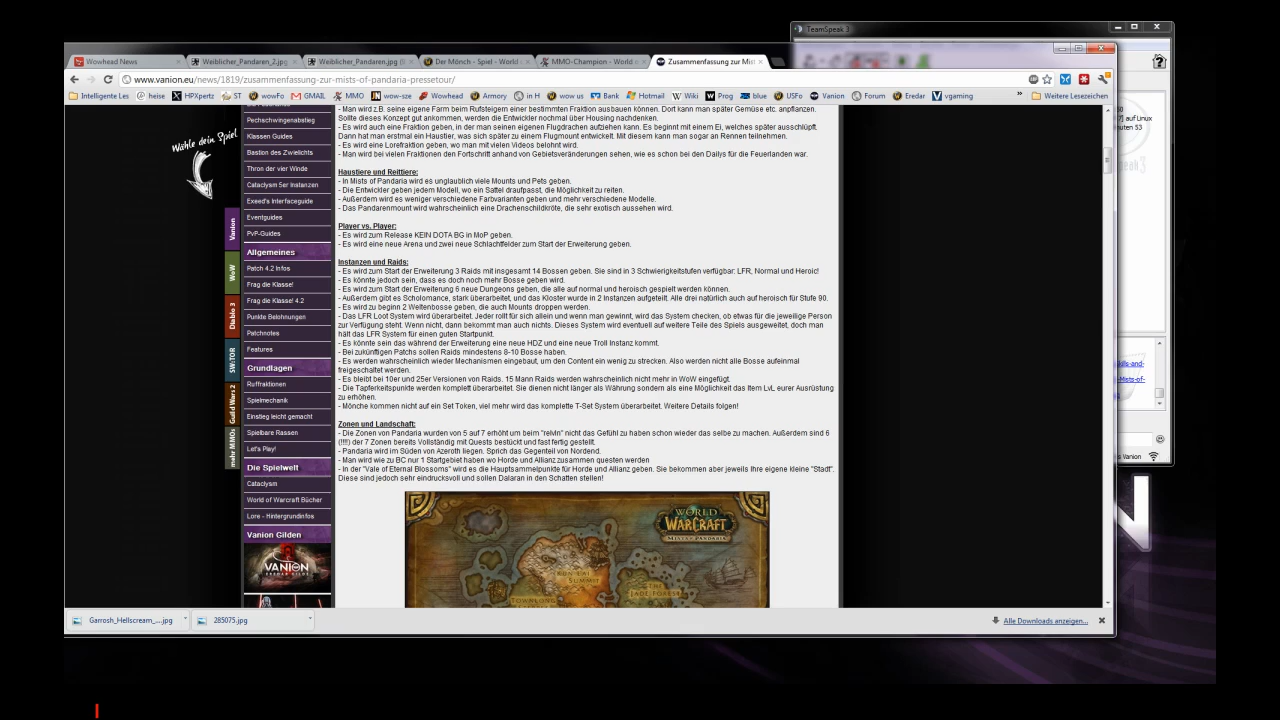 TeamSpeak 3
Wowhead News
Weiblicher_Pandaren_2.jpg
Weiblicher_Pandaren.jpg (
Der Mönch - Spiel - World
MMO-Champion - World
Zusammenfassung zur Mist
www.vanion.eu/news/1819/zusammenfassung-zur-mists-of-pandaria-pressetour/
Intelligente Les
heise
HPXpertz
ST
wowFo
GMAIL
MMO
wow-sze
Wowhead
Armory
in H
wow us
Bank
Hotmail
Wiki
Wog
blue
USFo
Vanion
Forum
Eredar
vgaming
»
Weitere Lesezeichen
Wähle dein Spiel
Vanion
WoW
Diablo 3
SW:TOR
Guild Wars 2
mehr MMOs
Pechschwingenabstieg
Klassen Guides
Bastion des Zwielichts
Thron der vier Winde
Cataclysm 5er Instanzen
Exeed's Interfaceguide
Eventguides
PvP-Guides
Allgemeines
Patch 4.2 Infos
Frag die Klasse!
Frag die Klasse! 4.2
Punkte Belohnungen
Patchnotes
Features
Grundlagen
Ruffraktionen
Spielmechanik
Einstieg leicht gemacht
Spielbare Rassen
Let's Play!
Die Spielwelt
Cataclysm
World of Warcraft Bücher
Lore - Hintergrundinfos
Vanion Gilden
VANION
EREDAR GILDE
- Man wird z.B. seine eigene Farm beim Rufsteigern einer bestimmten Fraktion ausbauen können. Dort kann man später Gemüse etc. anpflanzen.
Sollte dieses Konzept gut ankommen, werden die Entwickler nochmal über Housing nachdenken.
- Es wird auch eine Fraktion geben, in der man seinen eigenen Flugdrachen aufziehen kann. Es beginnt mit einem Ei, welches später ausschlüpft.
Dann hat man erstmal ein Haustier, was sich später zu einem Flugmount entwickelt. Mit diesem kann man sogar an Rennen teilnehmen.
- Es wird eine Lorefraktion geben, wo man mit vielen Videos belohnt wird.
- Man wird bei vielen Fraktionen den Fortschritt anhand von Gebietsveränderungen sehen, wie es schon bei den Dailys für die Feuerlanden war.
Haustiere und Reittiere:
- In Mists of Pandaria wird es unglaublich viele Mounts und Pets geben.
- Die Entwickler geben jedem Modell, wo ein Sattel draufpasst, die Möglichkeit zu reiten.
- Außerdem wird es weniger verschiedene Farbvarianten geben und mehr verschiedene Modelle.
- Das Pandarenmount wird wahrscheinlich eine Drachenschildkröte, die sehr exotisch aussehen wird.
Player vs. Player:
- Es wird zum Release KEIN DOTA BG in MoP geben.
- Es wird eine neue Arena und zwei neue Schlachtfelder zum Start der Erweiterung geben.
Instanzen und Raids:
- Es wird zum Start der Erweiterung 3 Raids mit insgesamt 14 Bossen geben. Sie sind in 3 Schwierigkeitstufen verfügbar: LFR, Normal und Heroic!
- Es könnte jedoch sein, dass es doch noch mehr Bosse geben wird.
- Es wird zum Start der Erweiterung 6 neue Dungeons geben, die alle auf normal und heroisch gespielt werden können.
- Außerdem gibt es Scholomance, stark überarbeitet, und das Kloster wurde in 2 Instanzen aufgeteilt. Alle drei natürlich auch auf heroisch für Stufe 90.
- Es wird zu beginn 2 Weltenbosse geben, die auch Mounts droppen werden.
- Das LFR Loot System wird überarbeitet. Jeder rollt für sich allein und wenn man gewinnt, wird das System checken, ob etwas für die jeweilige Person
zur Verfügung steht. Wenn nicht, dann bekommt man auch nichts. Dieses System wird eventuell auf weitere Teile des Spiels ausgeweitet, doch man
hält das LFR System für einen guten Startpunkt.
- Es könnte sein das während der Erweiterung eine neue HDZ und eine neue Troll Instanz kommt.
- Bei zukünftigen Patchs sollen Raids mindestens 8-10 Bosse haben.
- Es werden wahrscheinlich wieder Mechanismen eingebaut, um den Content ein wenig zu strecken. Also werden nicht alle Bosse aufeinmal
freigeschaltet werden.
- Es bleibt bei 10er und 25er Versionen von Raids. 15 Mann Raids werden wahrscheinlich nicht mehr in WoW eingefügt.
- Die Tapferkeitspunkte werden komplett überarbeitet. Sie dienen nicht länger als Währung sondern als eine Möglichkeit das Item LvL eurer Ausrüstung
zu erhöhen.
- Mönche kommen nicht auf ein Set Token, viel mehr wird das komplette T-Set System überarbeitet. Weitere Details folgen!
Zonen und Landschaft:
- Die Zonen von Pandaria wurden von 5 auf 7 erhöht um beim "relvln" nicht das Gefühl zu haben schon wieder das selbe zu machen. Außerdem sind 6
(!!!!) der 7 Zonen bereits Vollständig mit Quests bestückt und fast fertig gestellt.
- Pandaria wird im Süden von Azeroth liegen. Sprich das Gegenteil von Nordend.
- Man wird wie zu BC nur 1 Startgebiet haben wo Horde und Allianz zusammen questen werden
- In der "Vale of Eternal Blossoms" wird es die Hauptsammelpunkte für Horde und Allianz geben. Sie bekommen aber jeweils Ihre eigene kleine "Stadt".
Diese sind jedoch sehr eindrucksvoll und sollen Dalaran in den Schatten stellen!
WORLD
OF
WARCRAFT
MISTS OF PANDARIA
KUN-LAI
SUMMIT
TOWNLONG
THE
JADE FOREST
] auf Linux
uten 53
kills-and-
Mists-of-
s Vanion
Garrosh_Hellscream_....jpg
285075.jpg
Alle Downloads anzeigen...